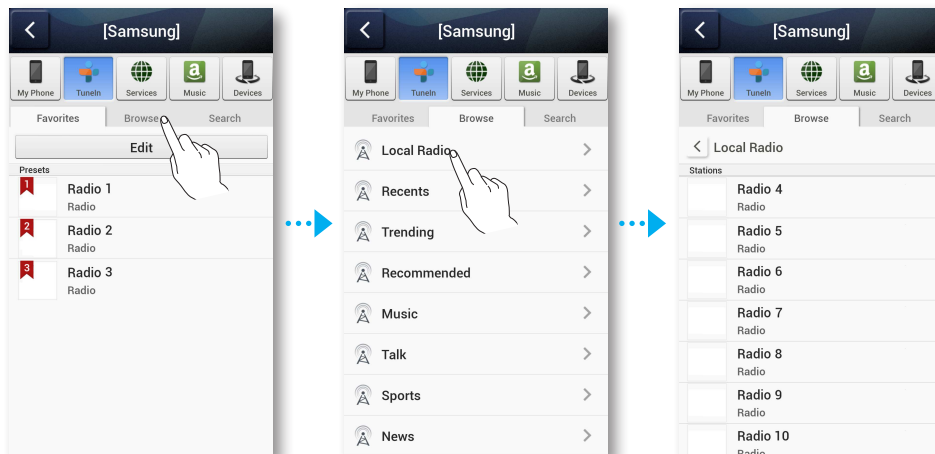 [Samsung]
My Phone TuneIn Services Music Devices
Favorites Browse Search
Edit
Presets
1 Radio 1
Radio
2 Radio 2
Radio
3 Radio 3
Radio
[Samsung]
My Phone TuneIn Services Music Devices
Favorites Browse Search
Local Radio
Recents
Trending
Recommended
Music
Talk
Sports
News
[Samsung]
My Phone TuneIn Services Music Devices
Favorites Browse Search
Local Radio
Stations
Radio 4
Radio
Radio 5
Radio
Radio 6
Radio
Radio 7
Radio
Radio 8
Radio
Radio 9
Radio
Radio 10
Radio